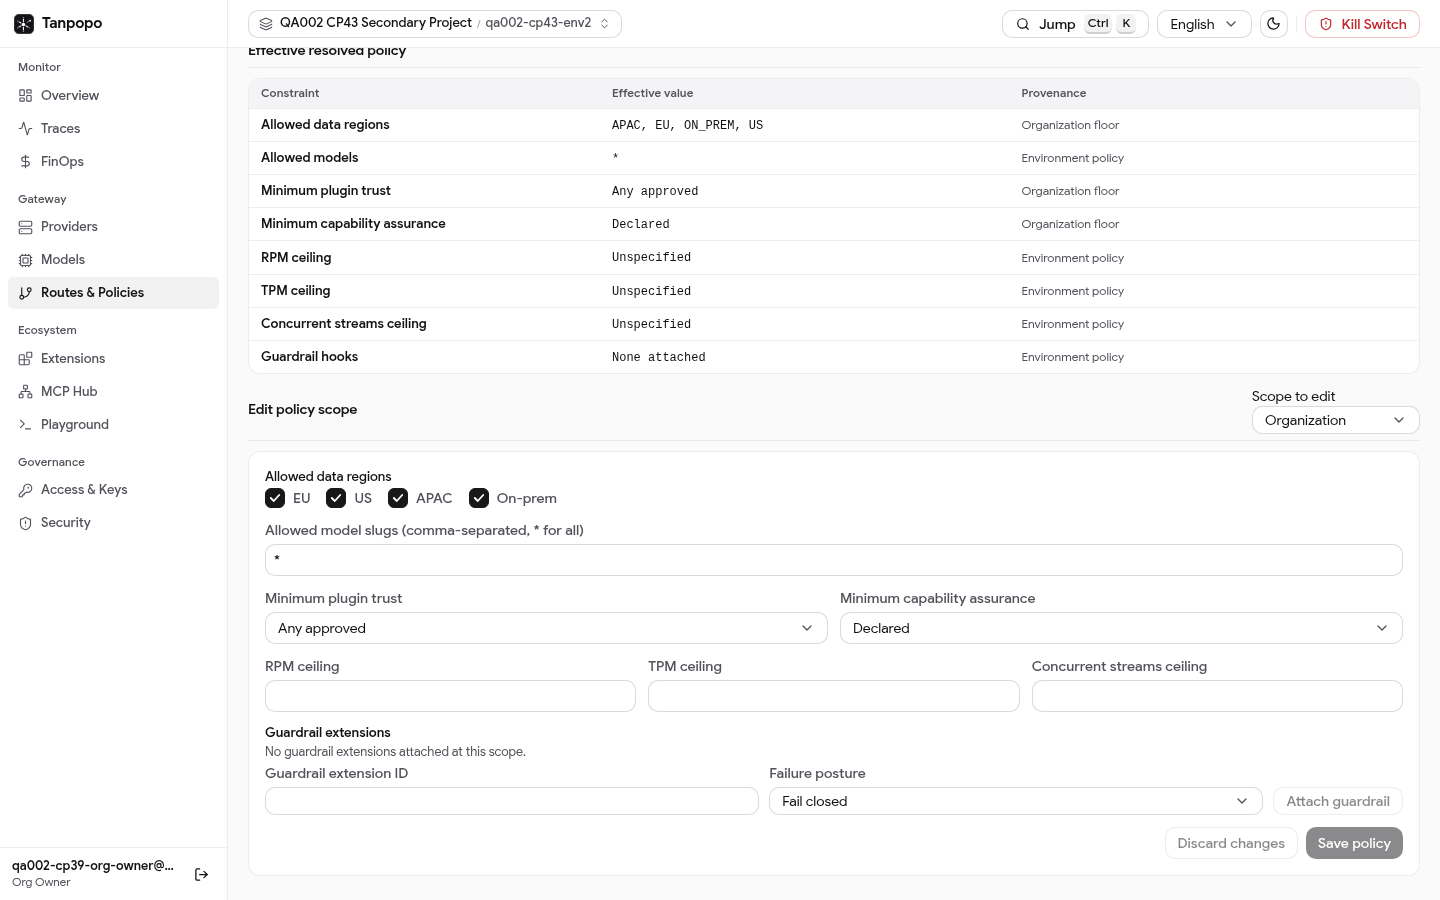 Tanpopo
QA002 CP43 Secondary Project / qa002-cp43-env2
Jump Ctrl K
English
Kill Switch
Monitor
Overview
Traces
FinOps
Gateway
Providers
Models
Routes & Policies
Ecosystem
Extensions
MCP Hub
Playground
Governance
Access & Keys
Security
qa002-cp39-org-owner@...
Org Owner
Effective resolved policy
Constraint Effective value Provenance
Allowed data regions APAC, EU, ON_PREM, US Organization floor
Allowed models * Environment policy
Minimum plugin trust Any approved Organization floor
Minimum capability assurance Declared Organization floor
RPM ceiling Unspecified Environment policy
TPM ceiling Unspecified Environment policy
Concurrent streams ceiling Unspecified Environment policy
Guardrail hooks None attached Environment policy
Edit policy scope
Scope to edit
Organization
Allowed data regions
EU US APAC On-prem
Allowed model slugs (comma-separated, * for all)
*
Minimum plugin trust Minimum capability assurance
Any approved Declared
RPM ceiling TPM ceiling Concurrent streams ceiling
Guardrail extensions
No guardrail extensions attached at this scope.
Guardrail extension ID Failure posture
Fail closed Attach guardrail
Discard changes Save policy